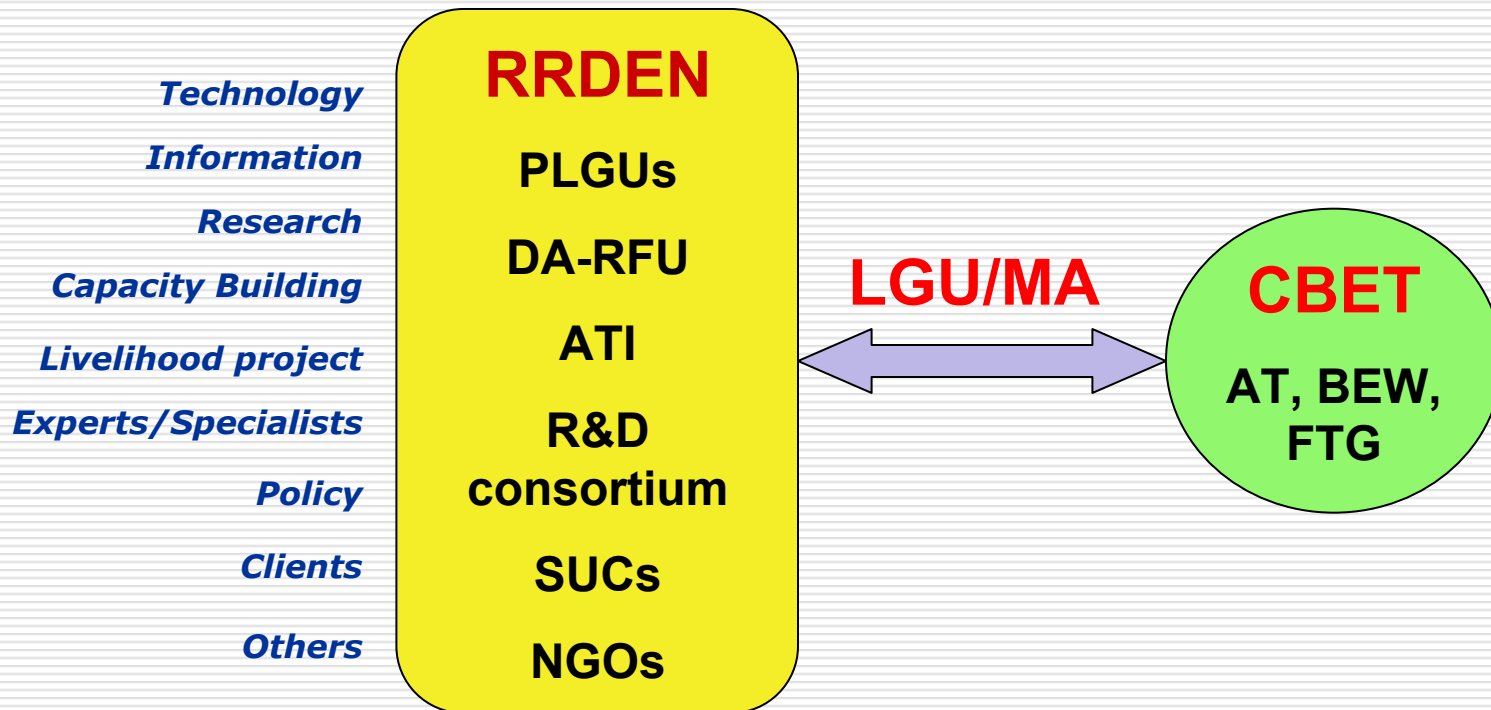 Technology
Information
Research
Capacity Building
Livelihood project
Experts/Specialists
Policy
Clients
Others
RRDEN
PLGUs
DA-RFU
ATI
R&D
consortium
SUCs
NGOs
LGU/MA
CBET
AT, BEW,
FTG